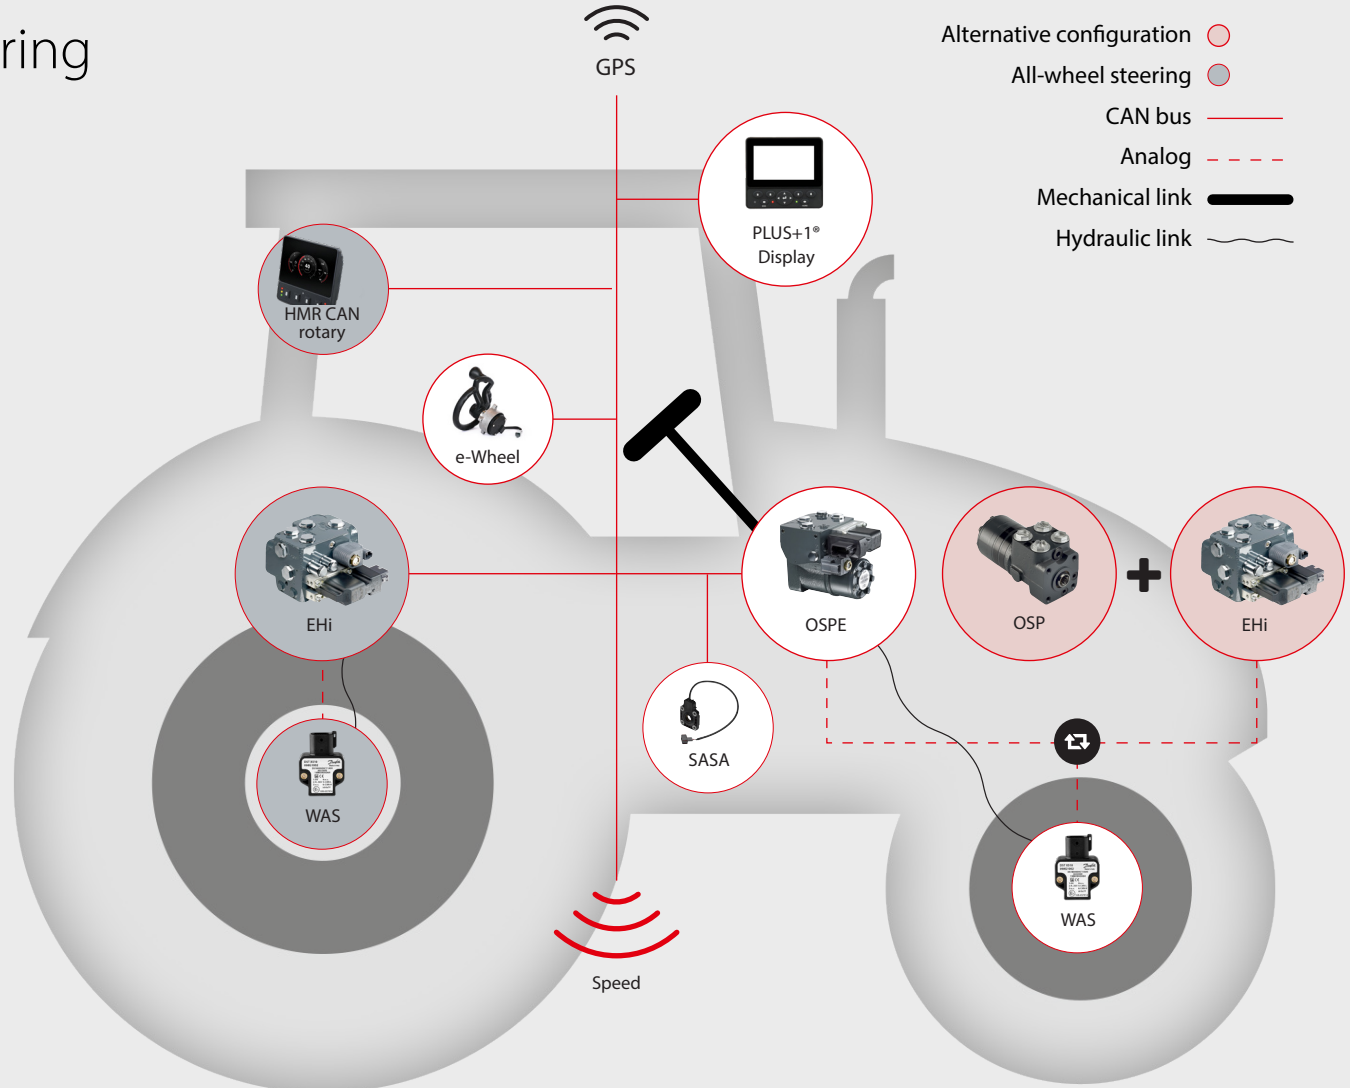 ring
GPS
Alternative configuration
All-wheel steering
CAN bus
Analog
Mechanical link
Hydraulic link
PLUS+1®
Display
HMR CAN
rotary
e-Wheel
EHi
OSPE
OSP
EHi
SASA
WAS
WAS
Speed